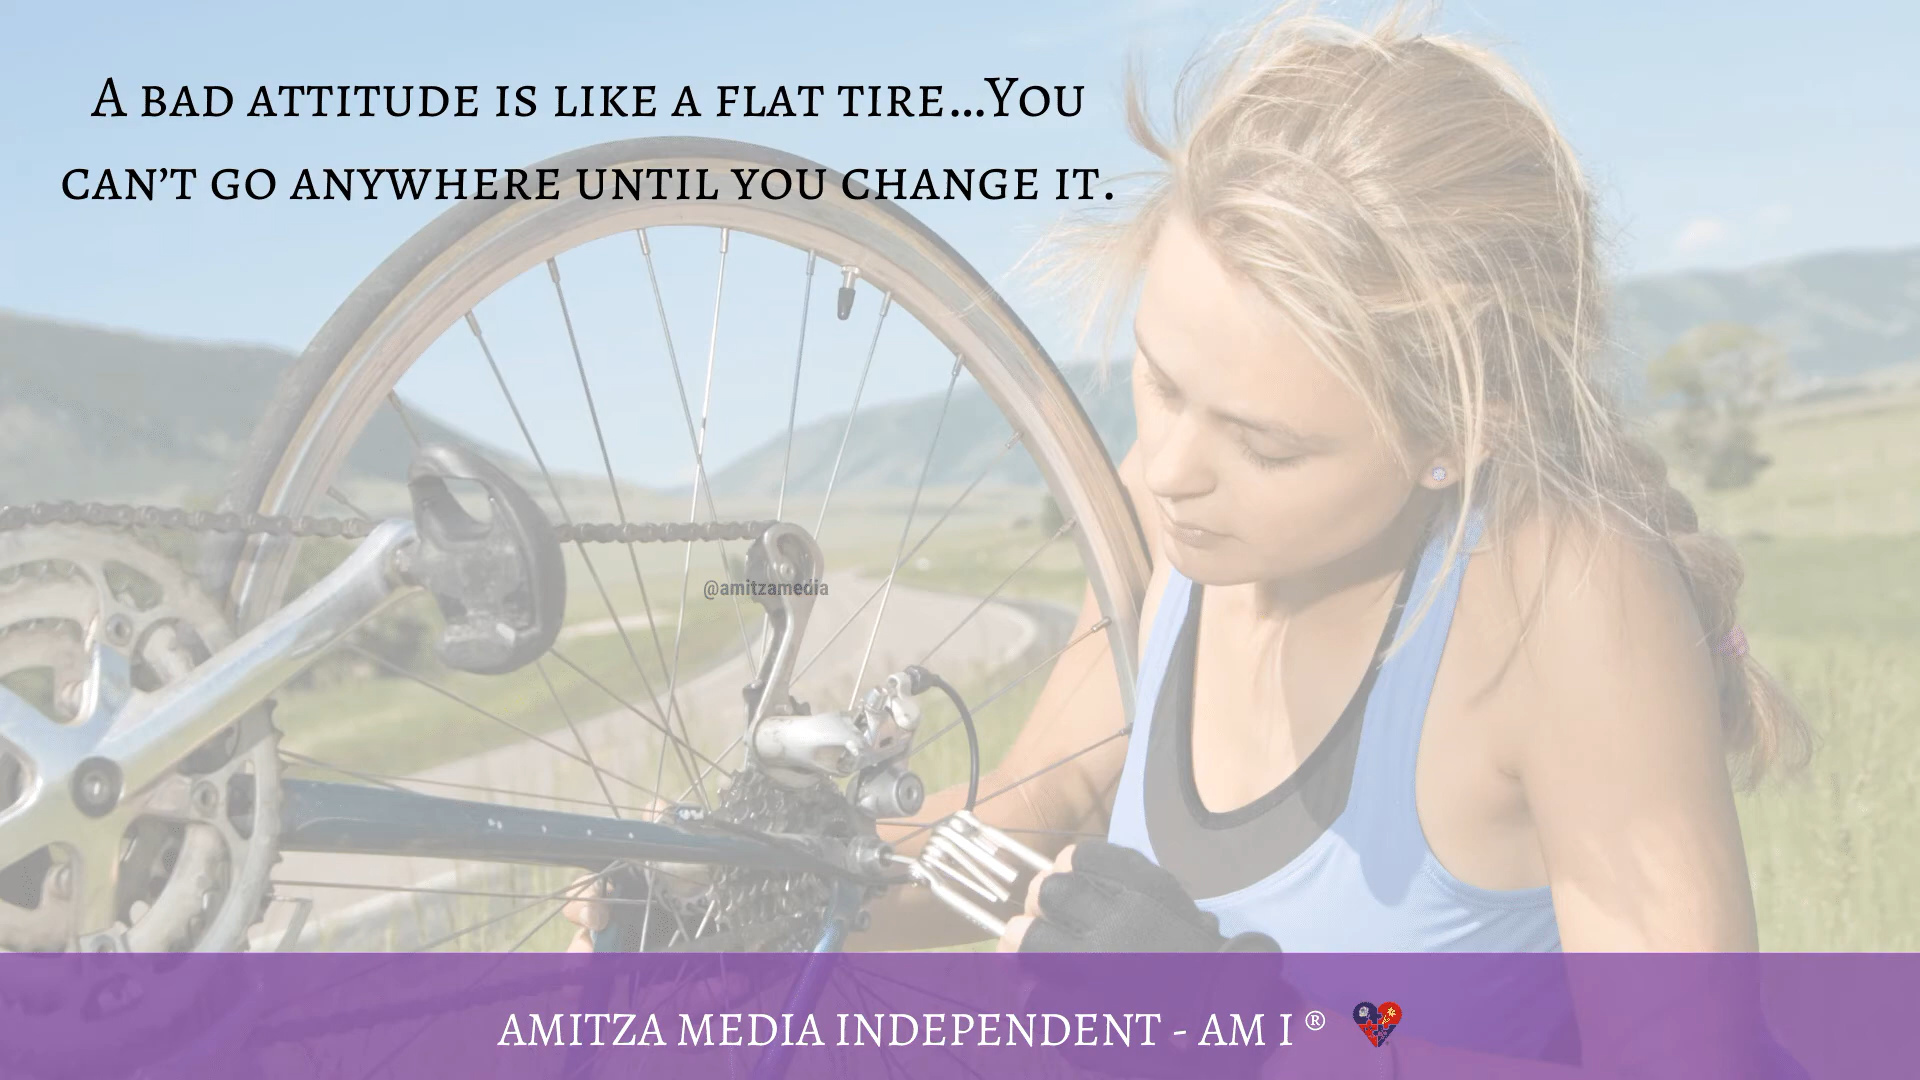 A BAD ATTITUDE IS LIKE A FLAT TIRE...YOU
CAN'T GO ANYWHERE UNTIL YOU CHANGE IT.
@amitzamedia
AMITZA MEDIA INDEPENDENT - AM I ®